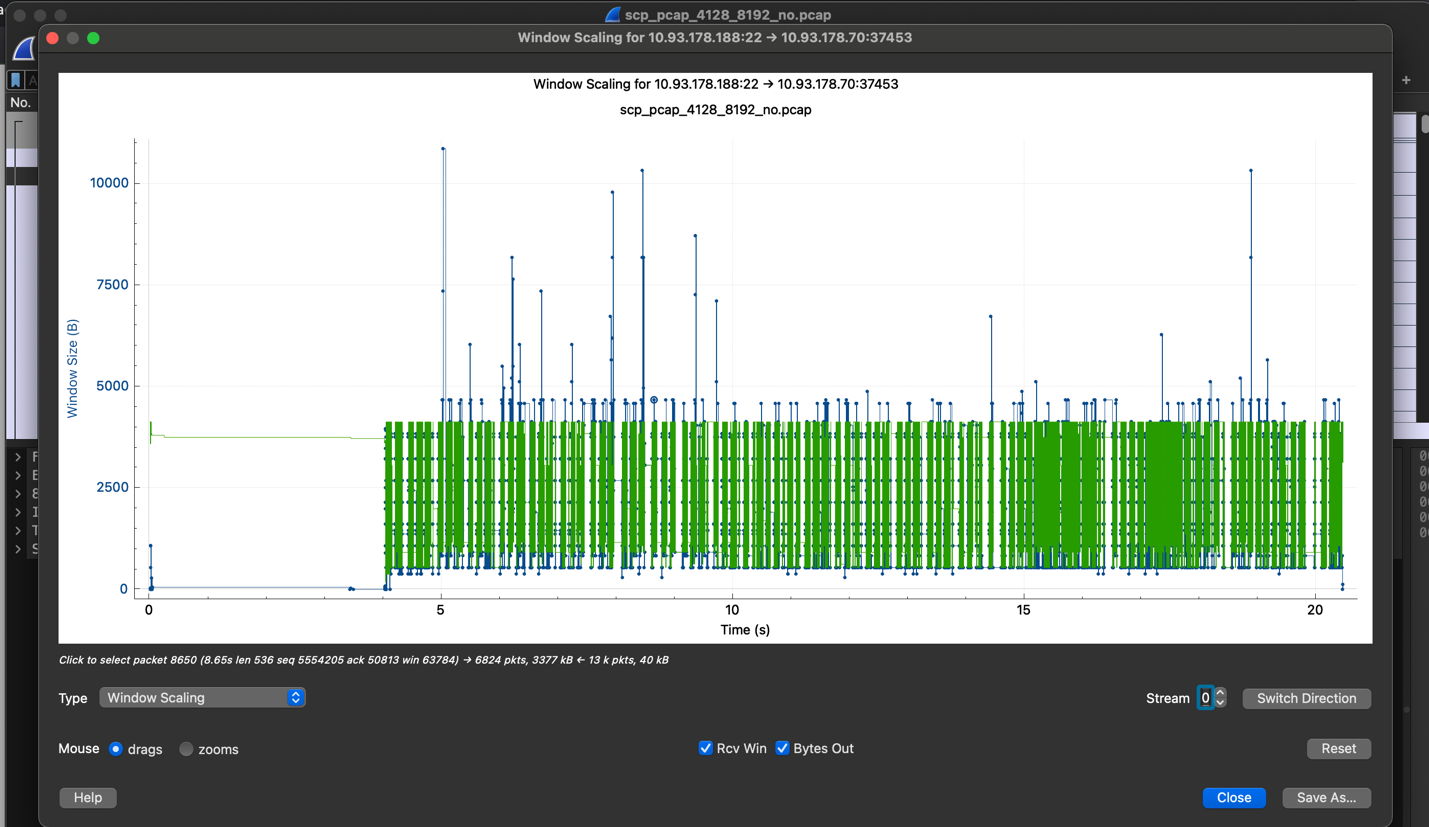 scp_pcap_4128_8192_no.pcap
Window Scaling for 10.93.178.188:22 → 10.93.178.70:37453
No.
Window Scaling for 10.93.178.188:22 → 10.93.178.70:37453
scp_pcap_4128_8192_no.pcap
10000
7500
5000
2500
0
Window Size (B)
0 5 10 15 20
Time (s)
Click to select packet 8650 (8.65s len 536 seq 5554205 ack 50813 win 63784) → 6824 pkts, 3377 kB ← 13 k pkts, 40 kB
Type Window Scaling Stream 0 Switch Direction
Mouse drags zooms Rcv Win Bytes Out Reset
Help Close Save As...